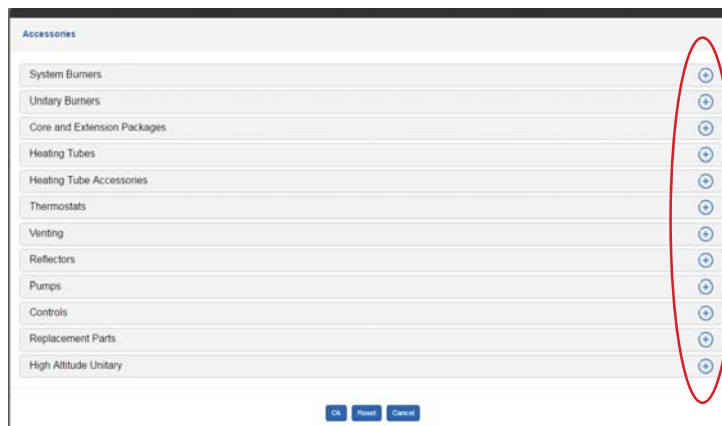 Accessories
System Burners
Unitary Burners
Core and Extension Packages
Heating Tubes
Heating Tube Accessories
Thermostats
Venting
Reflectors
Pumps
Controls
Replacement Parts
High Altitude Unitary
Ok Reset Cancel